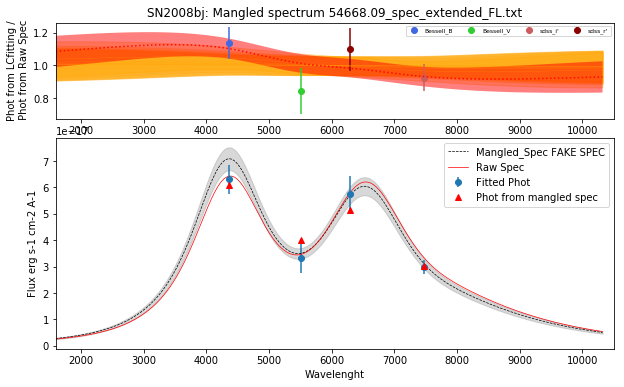 SN2008bj: Mangled spectrum 54668.09_spec_extended_FL.txt
Phot from LCfitting /
Phot from Raw Spec
1.2
1.0
0.8
Bessell_B
Bessell_V
sdss_i'
sdss_r'
2000 3000 4000 5000 6000 7000 8000 9000 10000
1e−17
Flux erg s-1 cm-2 A-1
7
6
5
4
3
2
1
0
Mangled_Spec FAKE SPEC
Raw Spec
Fitted Phot
Phot from mangled spec
2000 3000 4000 5000 6000 7000 8000 9000 10000
Wavelenght